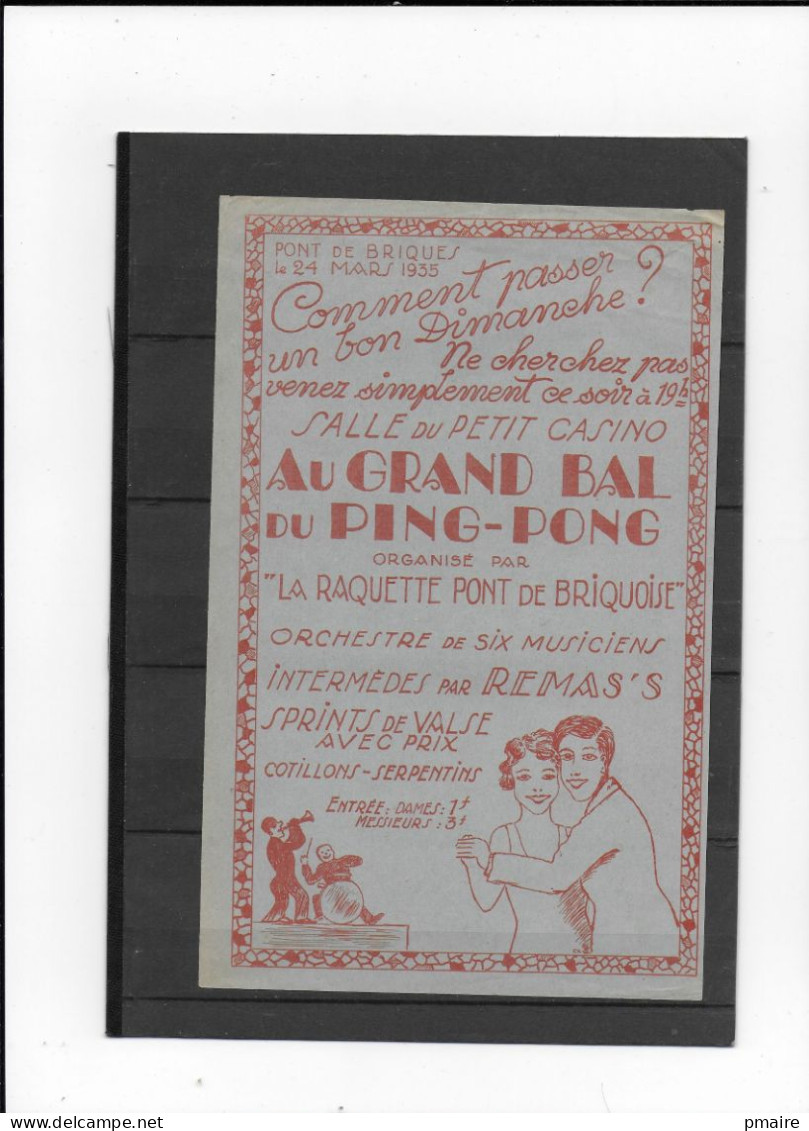 PONT DE BRIQUES
le 24 MARS 1935
Comment passer
un bon Dimanche?
Ne cherchez pas
venez simplement ce soir à 19h
SALLE DU PETIT CASINO
AU GRAND BAL
DU PING-PONG
ORGANISÉ PAR
"LA RAQUETTE PONT DE BRIQUOISE"
ORCHESTRE DE SIX MUSICIENS
INTERMÈDES PAR REMAS'S
SPRINTS DE VALSE
AVEC PRIX
COTILLONS-SERPENTINS
ENTRÉE: DAMES: 1f
MESSIEURS: 3f
delcampe.net
pmaire